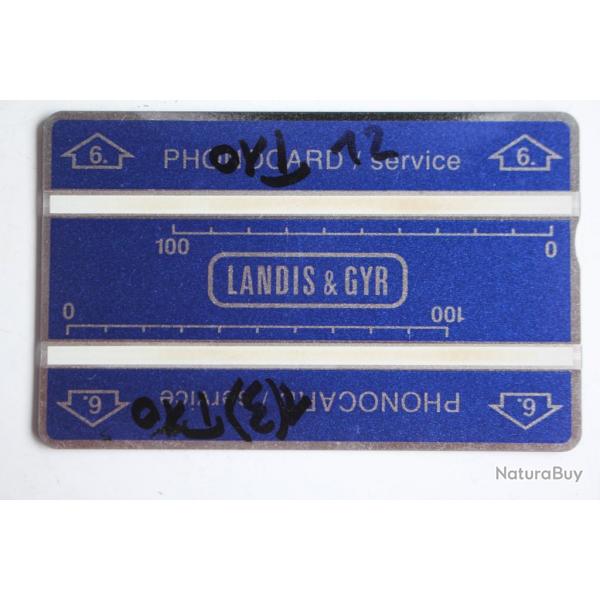 6. PHONOCARD / service 6.
100 0
LANDIS & GYR
0 100
6. PHONOCARD / service 6.
NaturaBuy